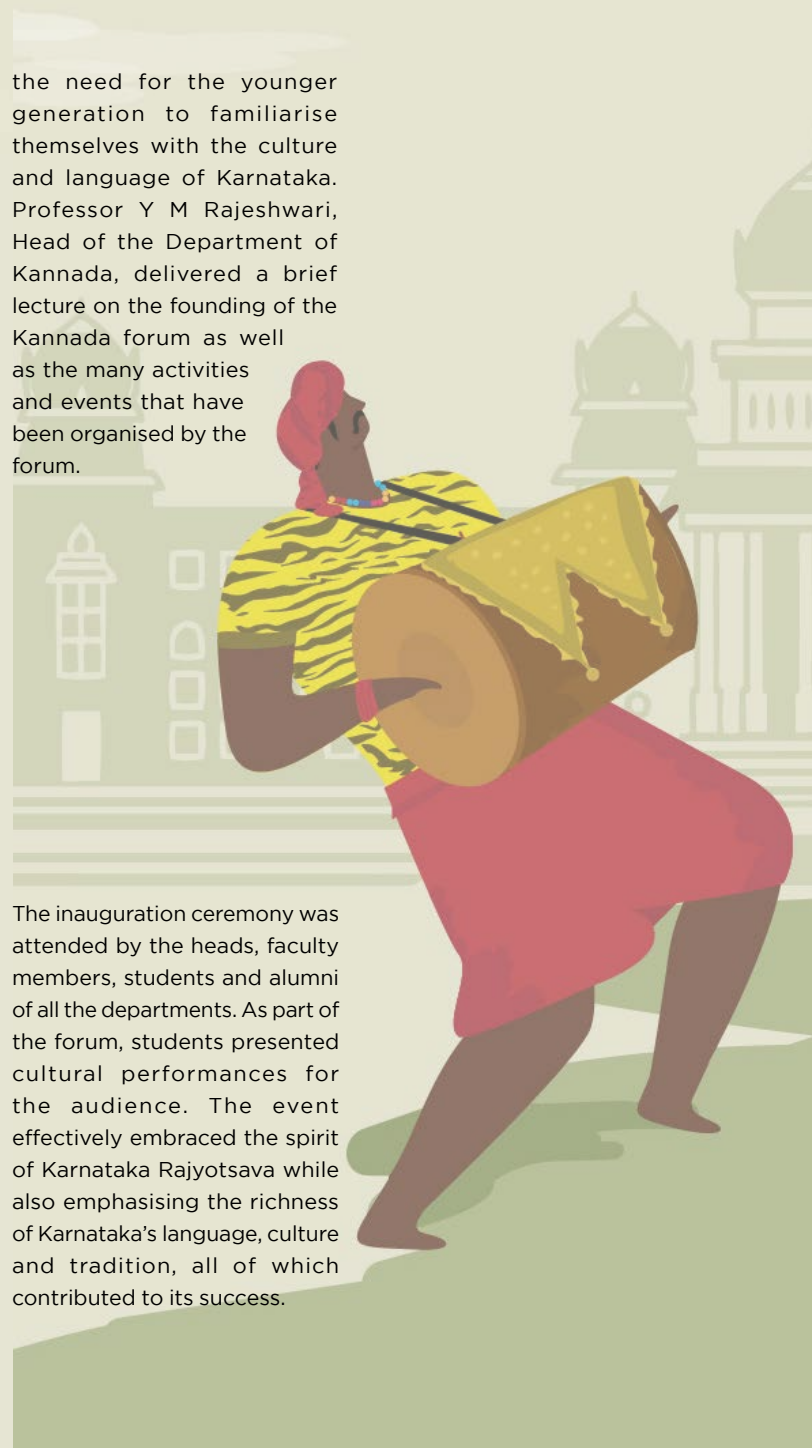 the need for the younger
generation to familiarise
themselves with the culture
and language of Karnataka.
Professor Y M Rajeshwari,
Head of the Department of
Kannada, delivered a brief
lecture on the founding of the
Kannada forum as well
as the many activities
and events that have
been organised by the
forum.
The inauguration ceremony was
attended by the heads, faculty
members, students and alumni
of all the departments. As part of
the forum, students presented
cultural performances for
the audience. The event
effectively embraced the spirit
of Karnataka Rajyotsava while
also emphasising the richness
of Karnataka’s language, culture
and tradition, all of which
contributed to its success.